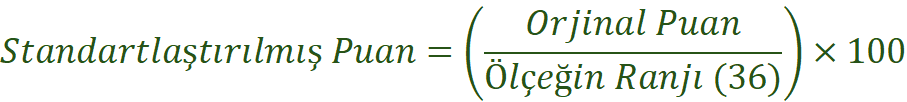 Standartlaştırılmış Puan = (Orjinal Puan / Ölçeğin Ranjı (36)) × 100